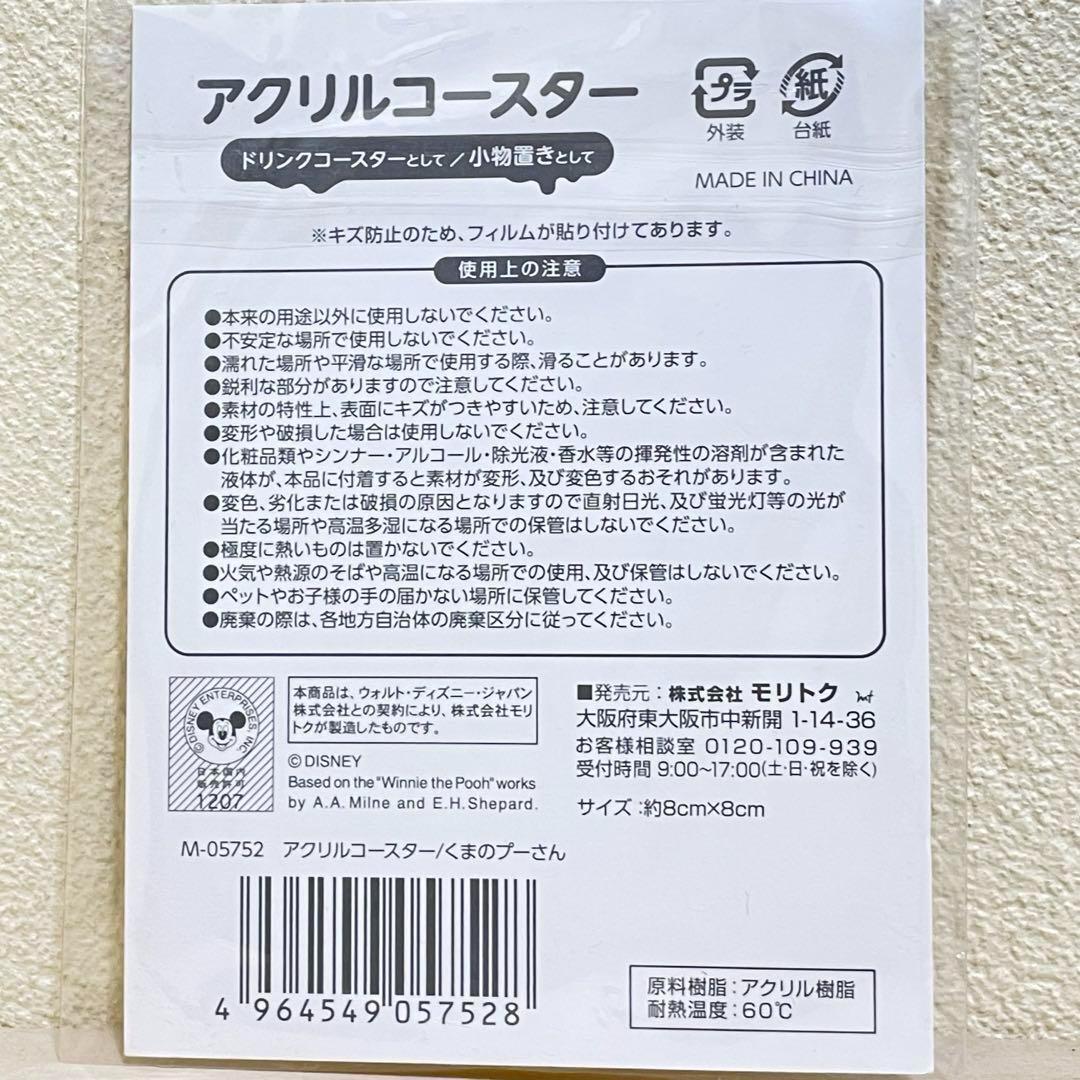 アクリルコースター
ドリンクコースターとして/小物置きとして
プラ
外装
紙
台紙
MADE IN CHINA
※キズ防止のため、フィルムが貼り付けてあります。
使用上の注意
●本来の用途以外に使用しないでください。
●不安定な場所で使用しないでください。
●濡れた場所や平滑な場所で使用する際、滑ることがあります。
●鋭利な部分がありますので注意してください。
●素材の特性上、表面にキズがつきやすいため、注意してください。
●変形や破損した場合は使用しないでください。
●化粧品類やシンナー・アルコール・除光液・香水等の揮発性の溶剤が含まれた
液体が、本品に付着すると素材が変形、及び変色するおそれがあります。
●変色、劣化または破損の原因となりますので直射日光、及び蛍光灯等の光が
当たる場所や高温多湿になる場所での保管はしないでください。
●極度に熱いものは置かないでください。
●火気や熱源のそばや高温になる場所での使用、及び保管はしないでください。
●ペットやお子様の手の届かない場所に保管してください。
●廃棄の際は、各地方自治体の廃棄区分に従ってください。
©DISNEY ENTERPRISES, INC.
日本国内
販売許可
1207
本商品は、ウォルト・ディズニー・ジャパン
株式会社との契約により、株式会社モリ
トクが製造したものです。
©DISNEY
Based on the "Winnie the Pooh" works
by A.A. Milne and E.H. Shepard.
■発売元：株式会社 モリトク
大阪府東大阪市中新開 1-14-36
お客様相談室 0120-109-939
受付時間 9:00~17:00(土・日・祝を除く)
サイズ：約8cm×8cm
M-05752 アクリルコースター/くまのプーさん
4 964549 057528
原料樹脂：アクリル樹脂
耐熱温度：60℃